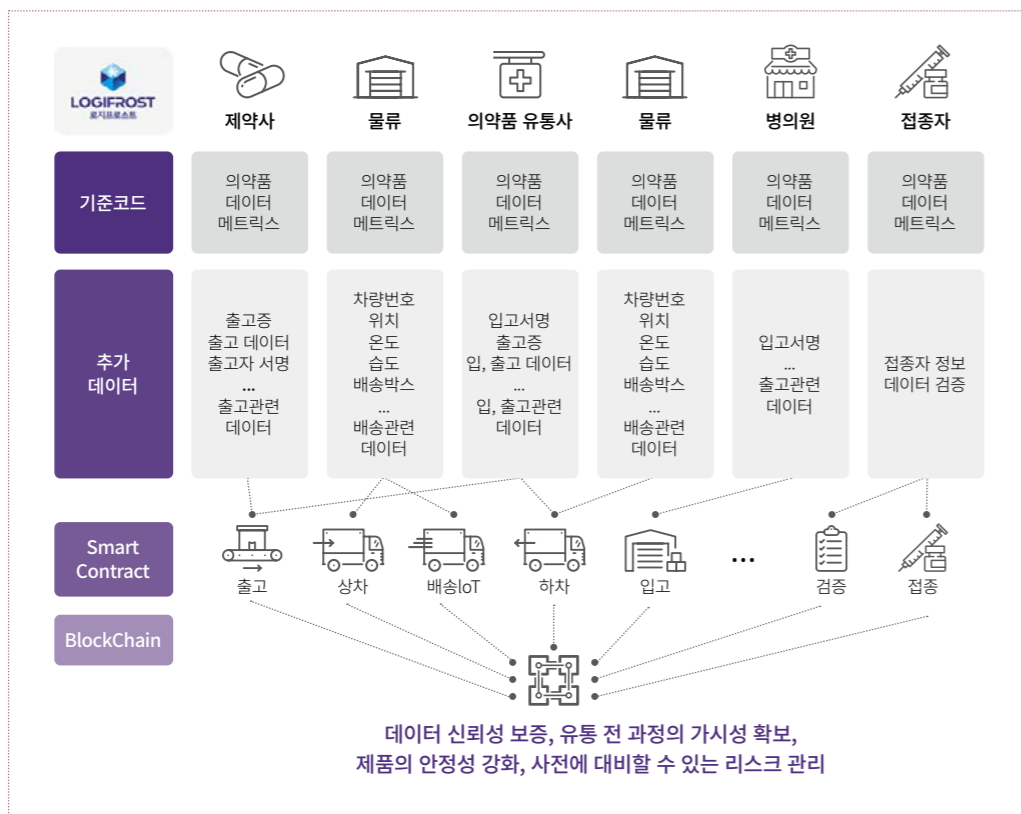 LOGIFROST
로지프로스트
제약사
물류
의약품 유통사
물류
병의원
접종자
기준코드
의약품
데이터
메트릭스
의약품
데이터
메트릭스
의약품
데이터
메트릭스
의약품
데이터
메트릭스
의약품
데이터
메트릭스
의약품
데이터
메트릭스
추가
데이터
출고증
출고 데이터
출고자 서명
...
출고관련
데이터
차량번호
위치
온도
습도
배송박스
...
배송관련
데이터
입고서명
출고증
입, 출고 데이터
...
입, 출고관련
데이터
차량번호
위치
온도
습도
배송박스
...
배송관련
데이터
입고서명
...
출고관련
데이터
접종자 정보
데이터 검증
Smart
Contract
출고
상차
배송IoT
하차
입고
...
검증
접종
BlockChain
데이터 신뢰성 보증, 유통 전 과정의 가시성 확보,
제품의 안정성 강화, 사전에 대비할 수 있는 리스크 관리